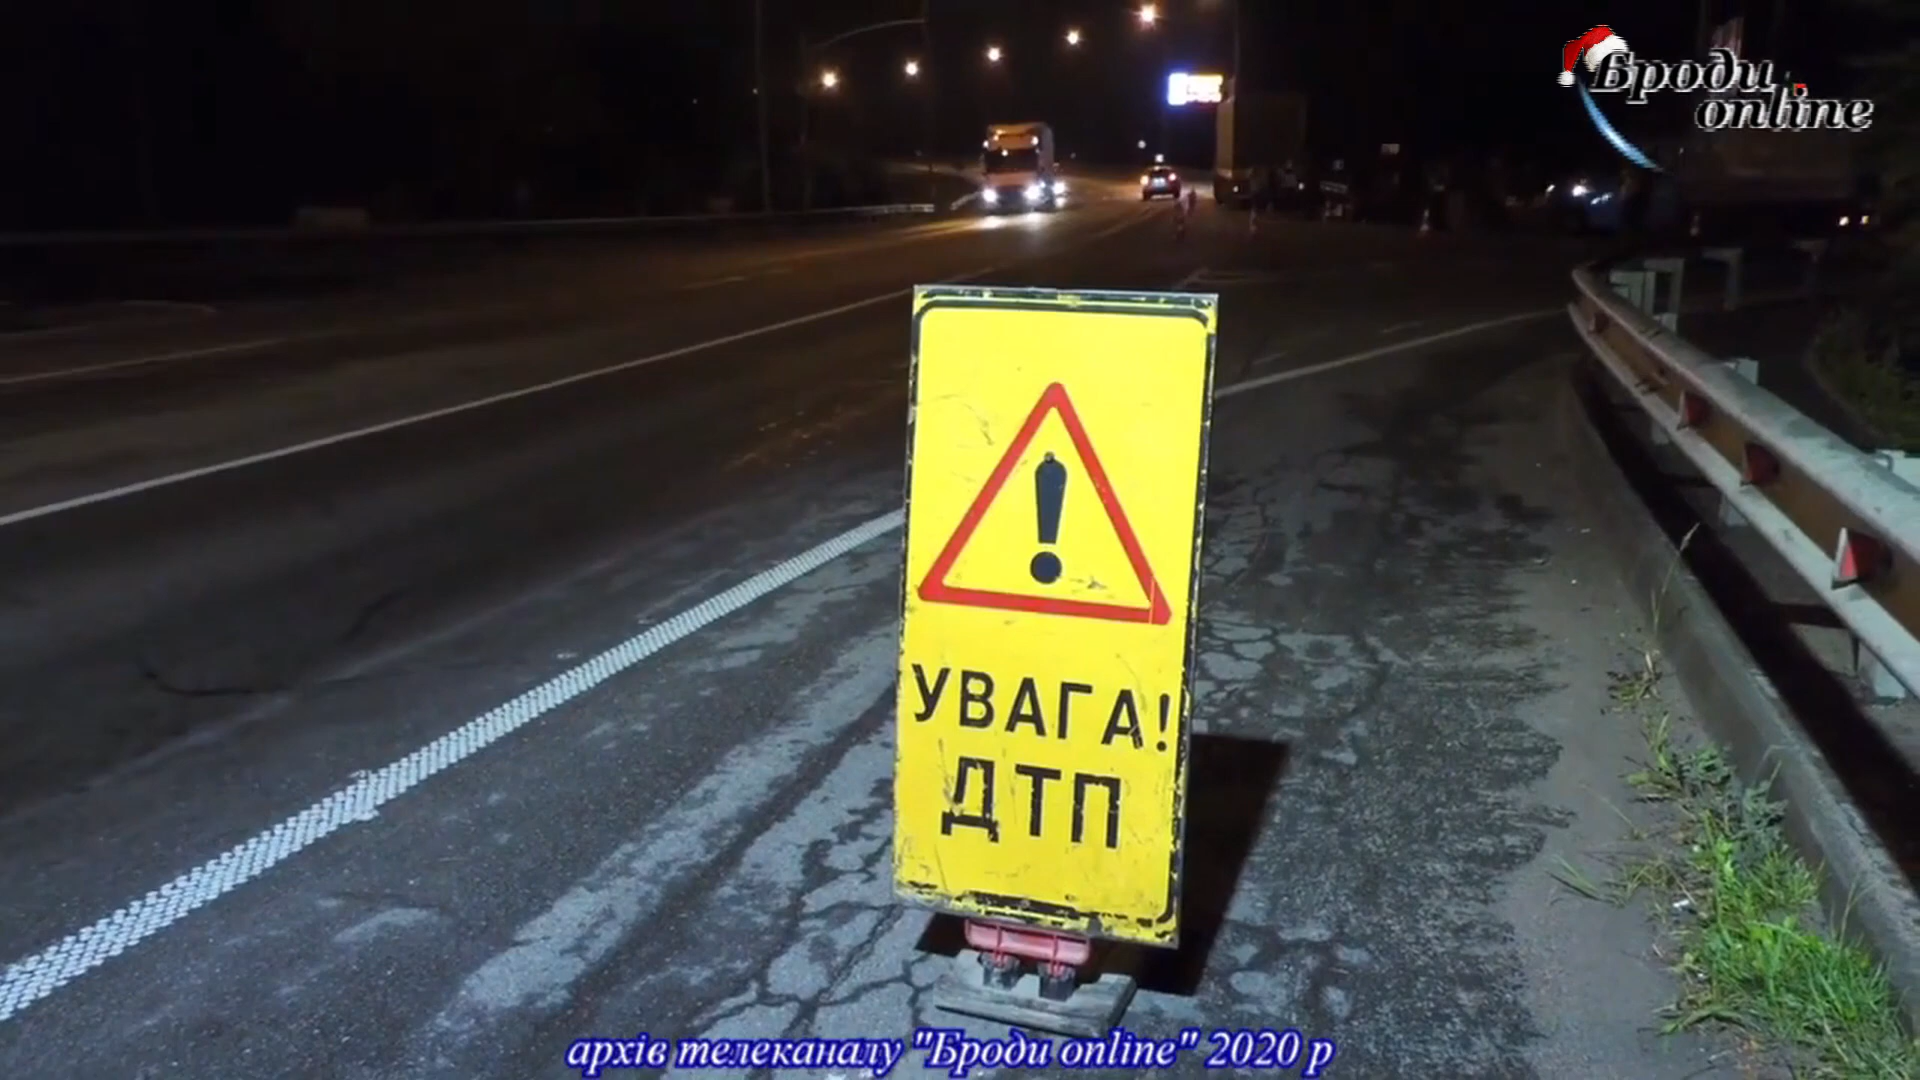 Броди
online
УВАГА!
ДТП
архів телеканалу "Броди online" 2020 р